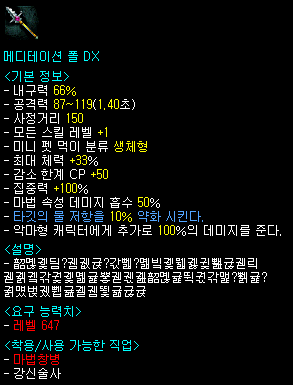 메디테이션 폴 DX
<기본 정보>
- 내구력 66%
- 공격력 87~119(1.40초)
- 사정거리 150
- 모든 스킬 레벨 +1
- 미니 펫 먹이 분류 생체형
- 최대 체력 +33%
- 감소 한계 CP +50
- 집중력 +100%
- 마법 속성 데미지 흡수 50%
- 타깃의 물 저항을 10% 약화 시킨다.
- 악마형 캐릭터에게 추가로 100%의 데미지를 준다.
<설명>
<요구 능력치>
- 레벨 647
<착용/사용 가능한 직업>
- 마법창병
- 강신술사